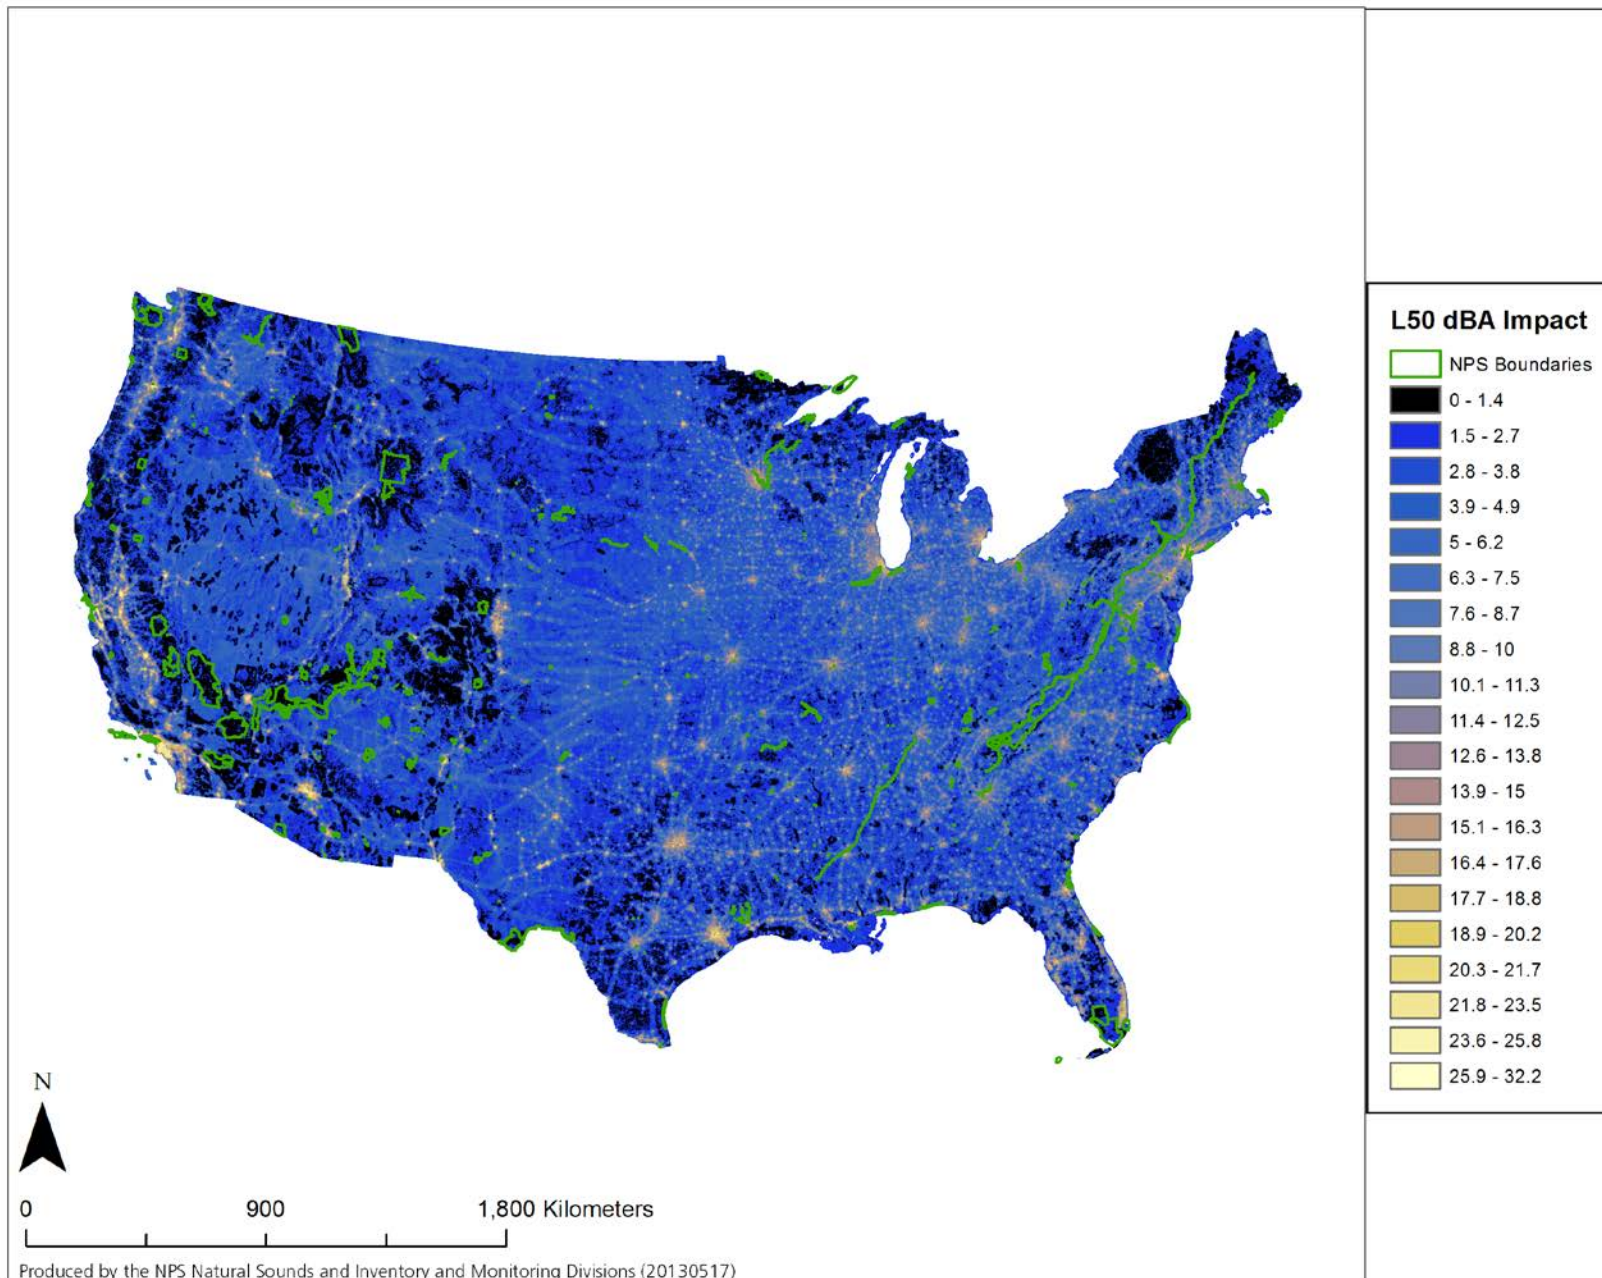 L50 dBA Impact
NPS Boundaries
0 - 1.4
1.5 - 2.7
2.8 - 3.8
3.9 - 4.9
5 - 6.2
6.3 - 7.5
7.6 - 8.7
8.8 - 10
10.1 - 11.3
11.4 - 12.5
12.6 - 13.8
13.9 - 15
15.1 - 16.3
16.4 - 17.6
17.7 - 18.8
18.9 - 20.2
20.3 - 21.7
21.8 - 23.5
23.6 - 25.8
25.9 - 32.2
N
0 900 1,800 Kilometers
Produced by the NPS Natural Sounds and Inventory and Monitoring Divisions (20130517)